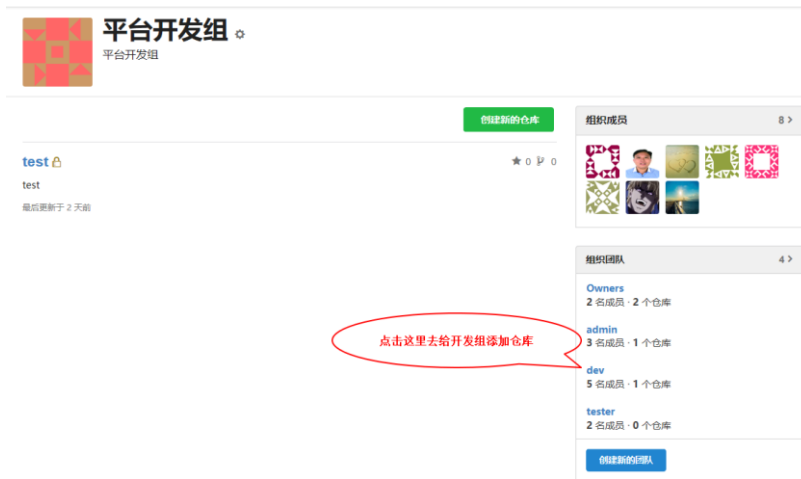 平台开发组
平台开发组
创建新的仓库
test
0 0
test
最后更新于 2 天前
组织成员 8
组织团队 4
Owners
2 名成员 · 2 个仓库
admin
3 名成员 · 1 个仓库
点击这里去给开发组添加仓库
dev
5 名成员 · 1 个仓库
tester
2 名成员 · 0 个仓库
创建新的团队